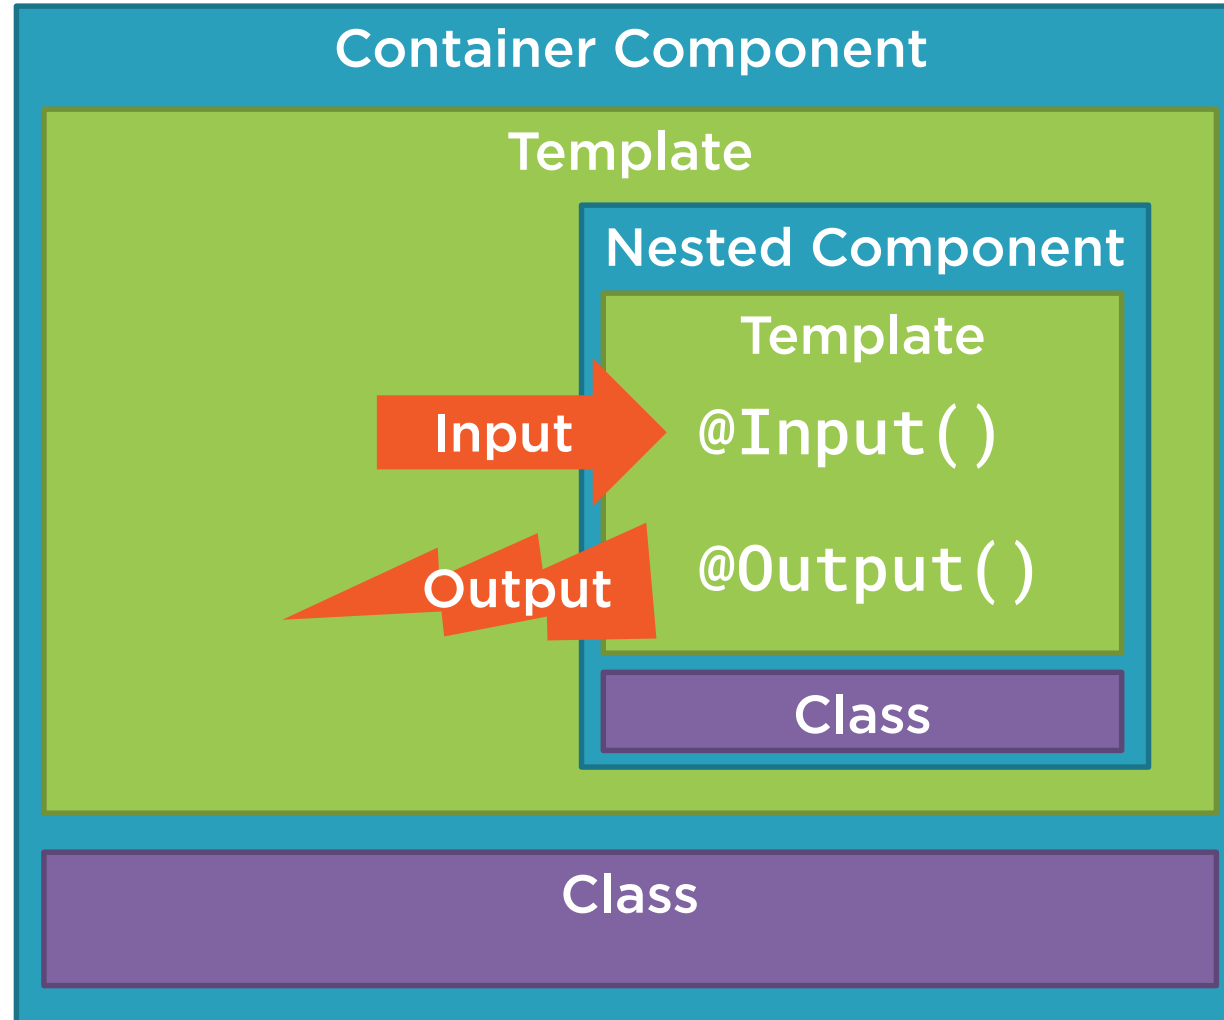 Container Component
Template
Nested Component
Template
Input
@Input()
Output
@Output()
Class
Class